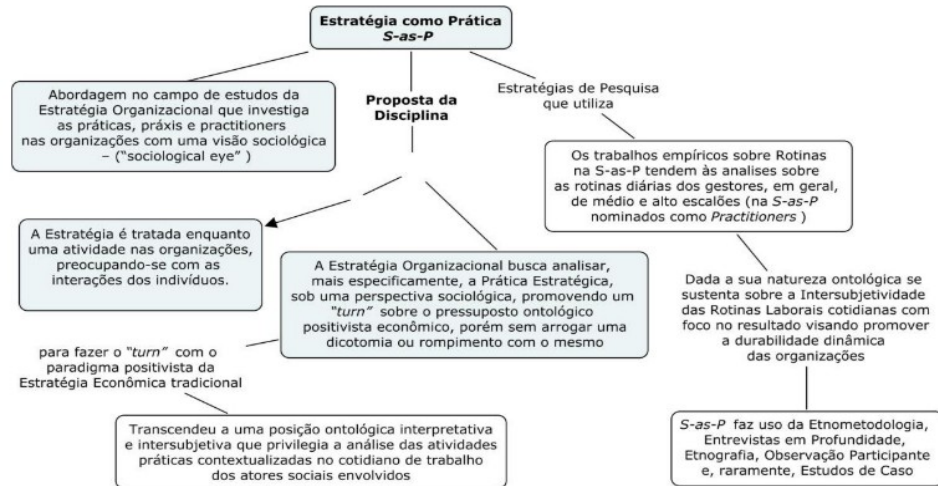 Estratégia como Prática
S-as-P
Abordagem no campo de estudos da
Estratégia Organizacional que investiga
as práticas, práxis e practitioners
nas organizações com uma visão sociológica
– ("sociological eye" )
Proposta da
Disciplina
Estratégias de Pesquisa
que utiliza
Os trabalhos empíricos sobre Rotinas
na S-as-P tendem às analises sobre
as rotinas diárias dos gestores, em geral,
de médio e alto escalões (na S-as-P
nominados como Practitioners )
A Estratégia é tratada enquanto
uma atividade nas organizações,
preocupando-se com as
interações dos indivíduos.
A Estratégia Organizacional busca analisar,
mais especificamente, a Prática Estratégica,
sob uma perspectiva sociológica, promovendo um
"turn" sobre o pressuposto ontológico
positivista econômico, porém sem arrogar uma
dicotomia ou rompimento com o mesmo
Dada a sua natureza ontológica se
sustenta sobre a Intersubjetividade
das Rotinas Laborais cotidianas com
foco no resultado visando promover
a durabilidade dinâmica
das organizações
para fazer o "turn" com o
paradigma positivista da
Estratégia Econômica tradicional
Transcendeu a uma posição ontológica interpretativa
e intersubjetiva que privilegia a análise das atividades
práticas contextualizadas no cotidiano de trabalho
dos atores sociais envolvidos
S-as-P faz uso da Etnometodologia,
Entrevistas em Profundidade,
Etnografia, Observação Participante
e, raramente, Estudos de Caso